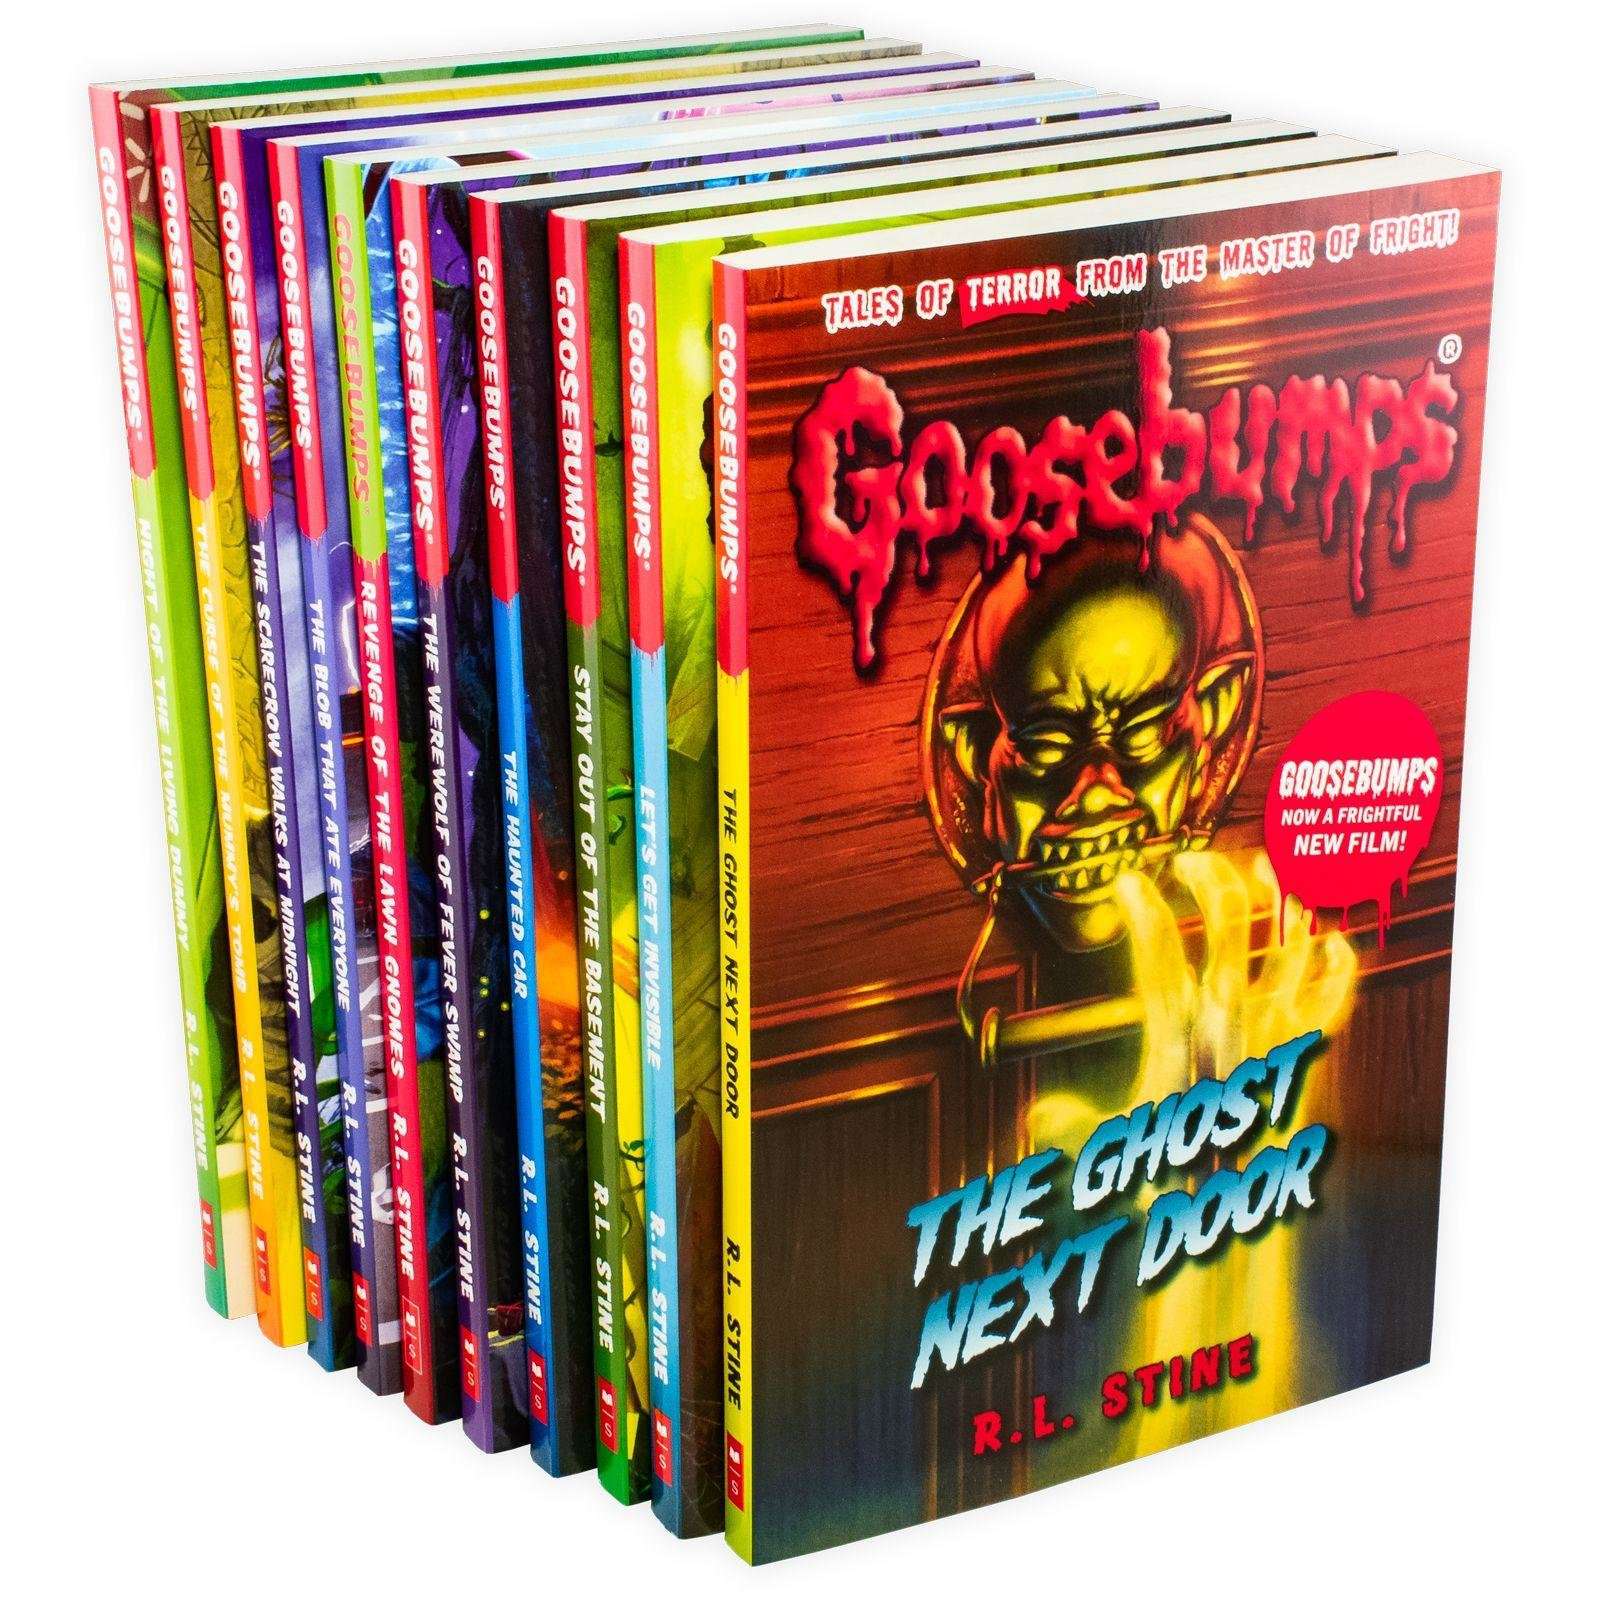 GOOSEBUMPS NIGHT OF THE LIVING DUMMY R.L. STINE S
GOOSEBUMPS THE CURSE OF THE MUMMY'S TOMB R.L. STINE S
GOOSEBUMPS THE SCARECROW WALKS AT MIDNIGHT R.L. STINE S
GOOSEBUMPS THE BLOB THAT ATE EVERYONE R.L. STINE S
GOOSEBUMPS REVENGE OF THE LAWN GNOMES R.L. STINE S
GOOSEBUMPS THE WEREWOLF OF FEVER SWAMP R.L. STINE S
GOOSEBUMPS THE HAUNTED CAR R.L. STINE S
GOOSEBUMPS STAY OUT OF THE BASEMENT R.L. STINE S
GOOSEBUMPS LET'S GET INVISIBLE R.L. STINE S
GOOSEBUMPS THE GHOST NEXT DOOR R.L. STINE S
TALES OF TERROR FROM THE MASTER OF FRIGHT!
Goosebumps®
GOOSEBUMPS
NOW A FRIGHTFUL
NEW FILM!
THE GHOST
NEXT DOOR
R.L. STINE